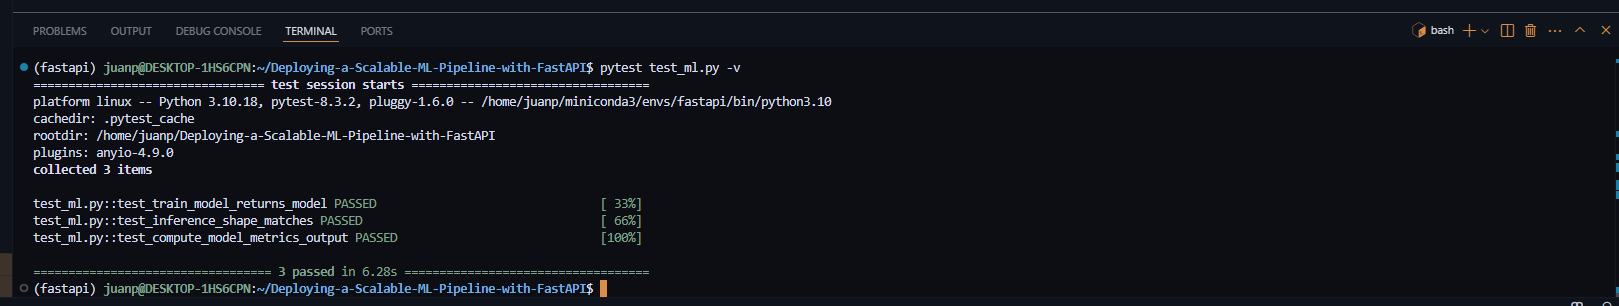 PROBLEMS OUTPUT DEBUG CONSOLE TERMINAL PORTS bash
(fastapi) juanp@DESKTOP-1HS6CPN:~/Deploying-a-Scalable-ML-Pipeline-with-FastAPI$ pytest test_ml.py -v
================================= test session starts ==================================
platform linux -- Python 3.10.18, pytest-8.3.2, pluggy-1.6.0 -- /home/juanp/miniconda3/envs/fastapi/bin/python3.10
cachedir: .pytest_cache
rootdir: /home/juanp/Deploying-a-Scalable-ML-Pipeline-with-FastAPI
plugins: anyio-4.9.0
collected 3 items
test_ml.py::test_train_model_returns_model PASSED [ 33%]
test_ml.py::test_inference_shape_matches PASSED [ 66%]
test_ml.py::test_compute_model_metrics_output PASSED [100%]
================================== 3 passed in 6.28s ===================================
(fastapi) juanp@DESKTOP-1HS6CPN:~/Deploying-a-Scalable-ML-Pipeline-with-FastAPI$